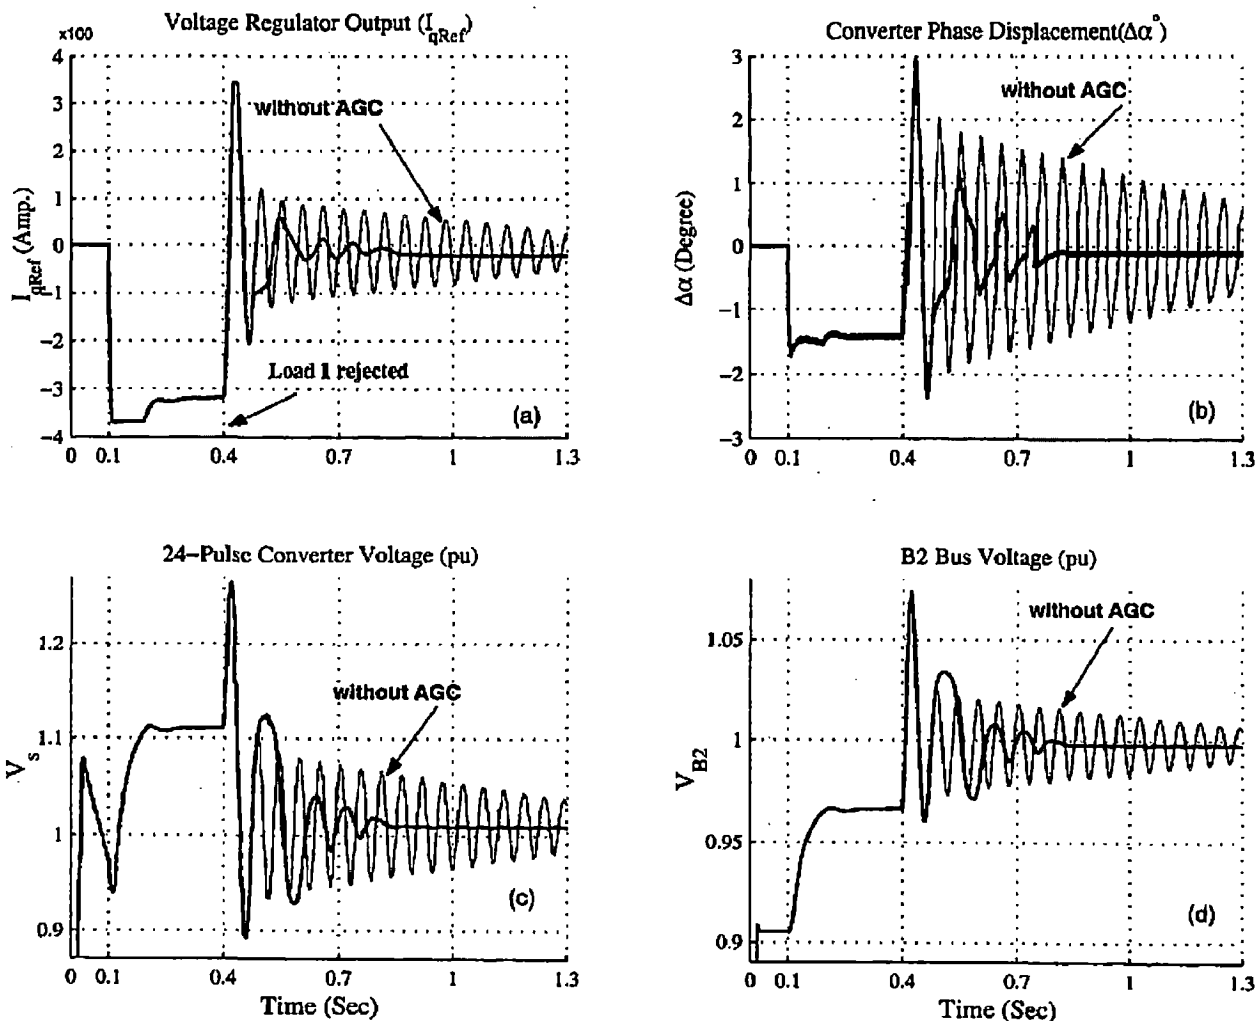 Voltage Regulator Output (I_qRef)
x100
4
3
2
1
0
−1
−2
−3
−4
I_qRef (Amp.)
without AGC
Load 1 rejected
(a)
0 0.1 0.4 0.7 1 1.3
Converter Phase Displacement(Δα°)
3
2
1
0
−1
−2
−3
Δα (Degree)
without AGC
(b)
0 0.1 0.4 0.7 1 1.3
24−Pulse Converter Voltage (pu)
1.2
1.1
1
0.9
V_s
without AGC
(c)
0 0.1 0.4 0.7 1 1.3
Time (Sec)
B2 Bus Voltage (pu)
1.05
1
0.95
0.9
V_B2
without AGC
(d)
0 0.1 0.4 0.7 1 1.3
Time (Sec)